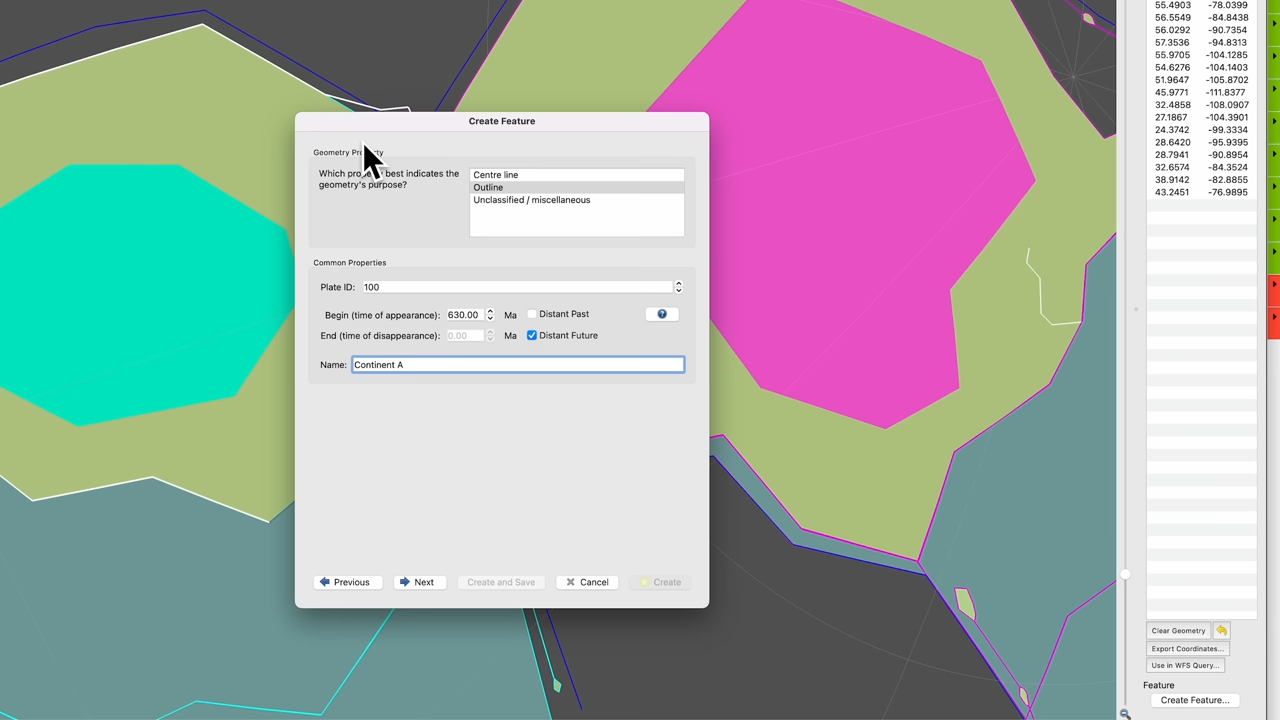 Create Feature
Geometry Property
Which property best indicates the
geometry's purpose?
Centre line
Outline
Unclassified / miscellaneous
Common Properties
Plate ID: 100
Begin (time of appearance): 630.00 Ma Distant Past
End (time of disappearance): 0.00 Ma Distant Future
Name: Continent A
Previous Next Create and Save Cancel Create
55.4903 -78.0399
56.5549 -84.8438
56.0292 -90.7354
57.3536 -94.8313
55.9705 -104.1285
54.6276 -104.1403
51.9647 -105.8702
45.9771 -111.8377
32.4858 -108.0907
27.1867 -104.3901
24.3742 -99.3334
28.6420 -95.9395
28.7941 -90.8954
32.6574 -84.3524
38.9142 -82.8855
43.2451 -76.9895
Clear Geometry
Export Coordinates...
Use in WFS Query...
Feature
Create Feature...